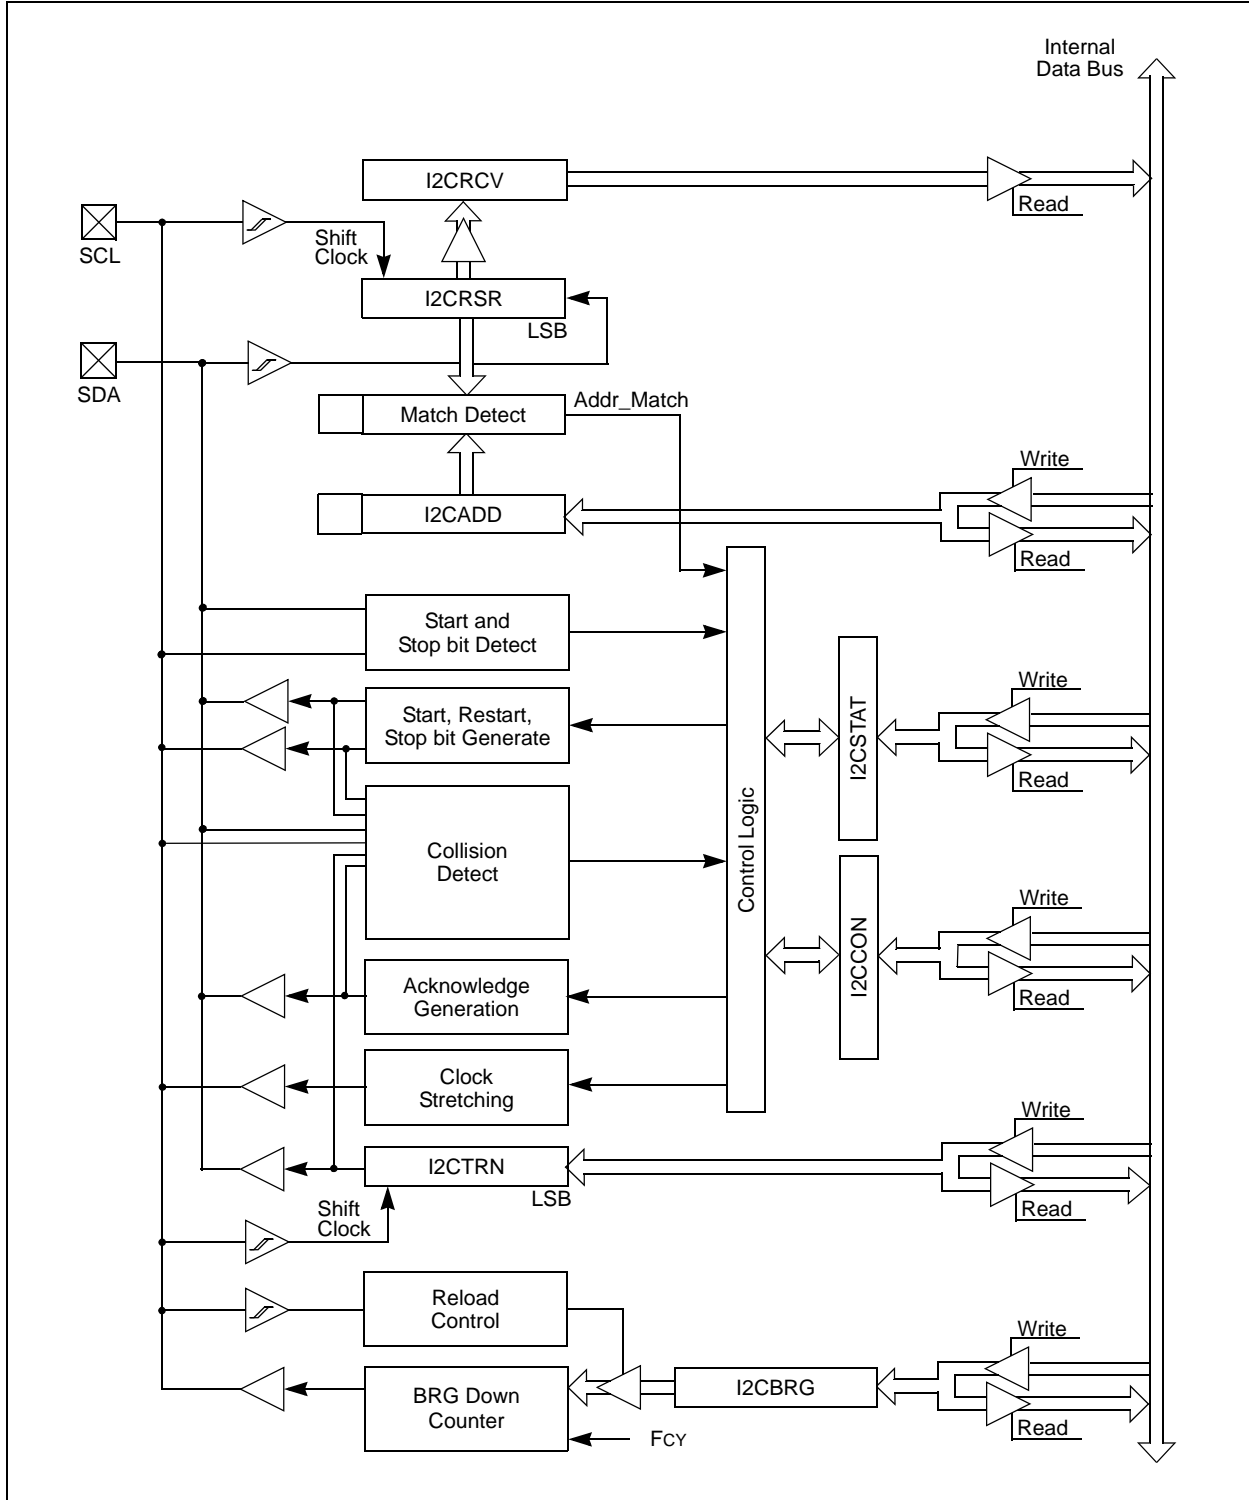 Internal
Data Bus
I2CRCV
Read
SCL
Shift
Clock
I2CRSR
LSB
SDA
Match Detect
Addr_Match
Write
I2CADD
Read
Start and
Stop bit Detect
Write
Start, Restart,
Stop bit Generate
I2CSTAT
Read
Control Logic
Collision
Detect
Write
I2CCON
Read
Acknowledge
Generation
Clock
Stretching
Write
I2CTRN
LSB
Read
Shift
Clock
Reload
Control
Write
I2CBRG
BRG Down
Counter
Read
FCY